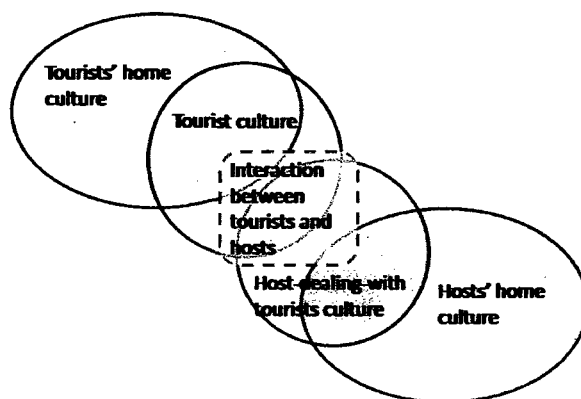 Tourists' home
culture
Tourist culture
Interaction
between
tourists and
hosts
Host-dealing-with
tourists culture
Hosts' home
culture